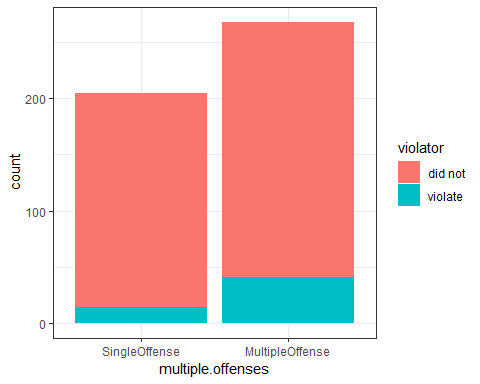 count
200
100
0
SingleOffense
MultipleOffense
multiple.offenses
violator
did not
violate